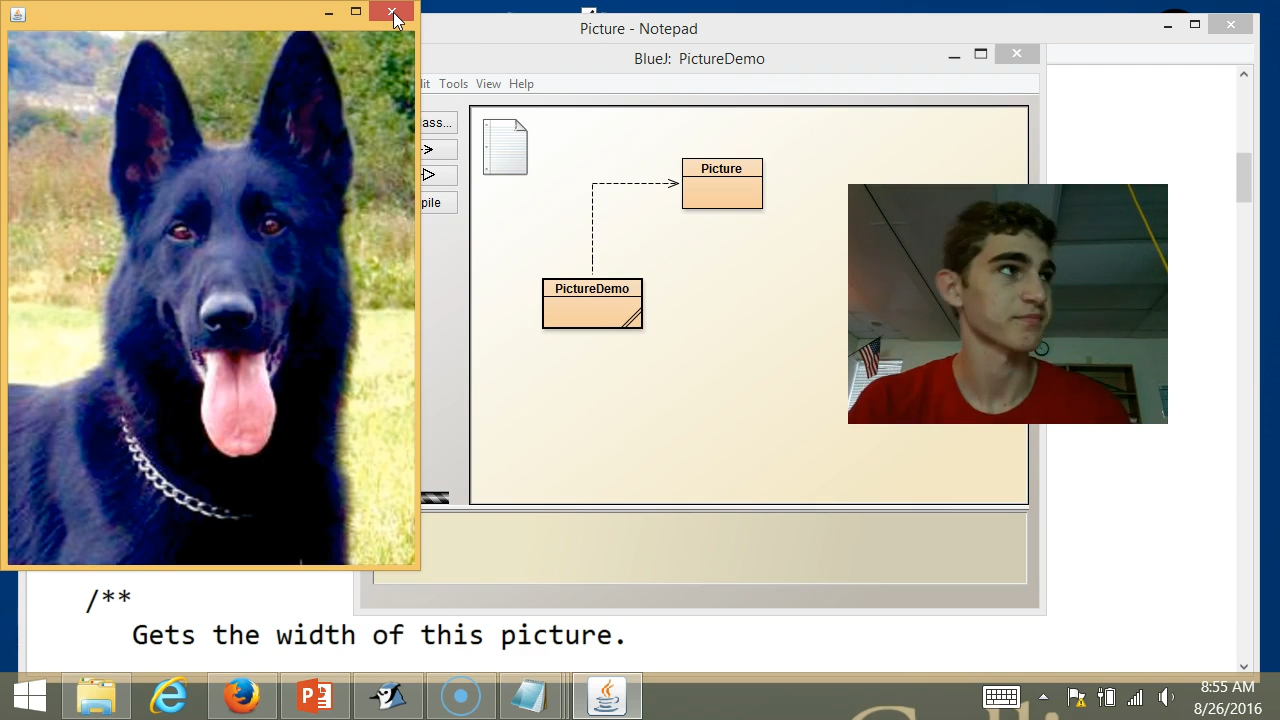 Picture - Notepad
BlueJ: PictureDemo
Tools View Help
Picture
PictureDemo
/**
Gets the width of this picture.
8:55 AM
8/26/2016